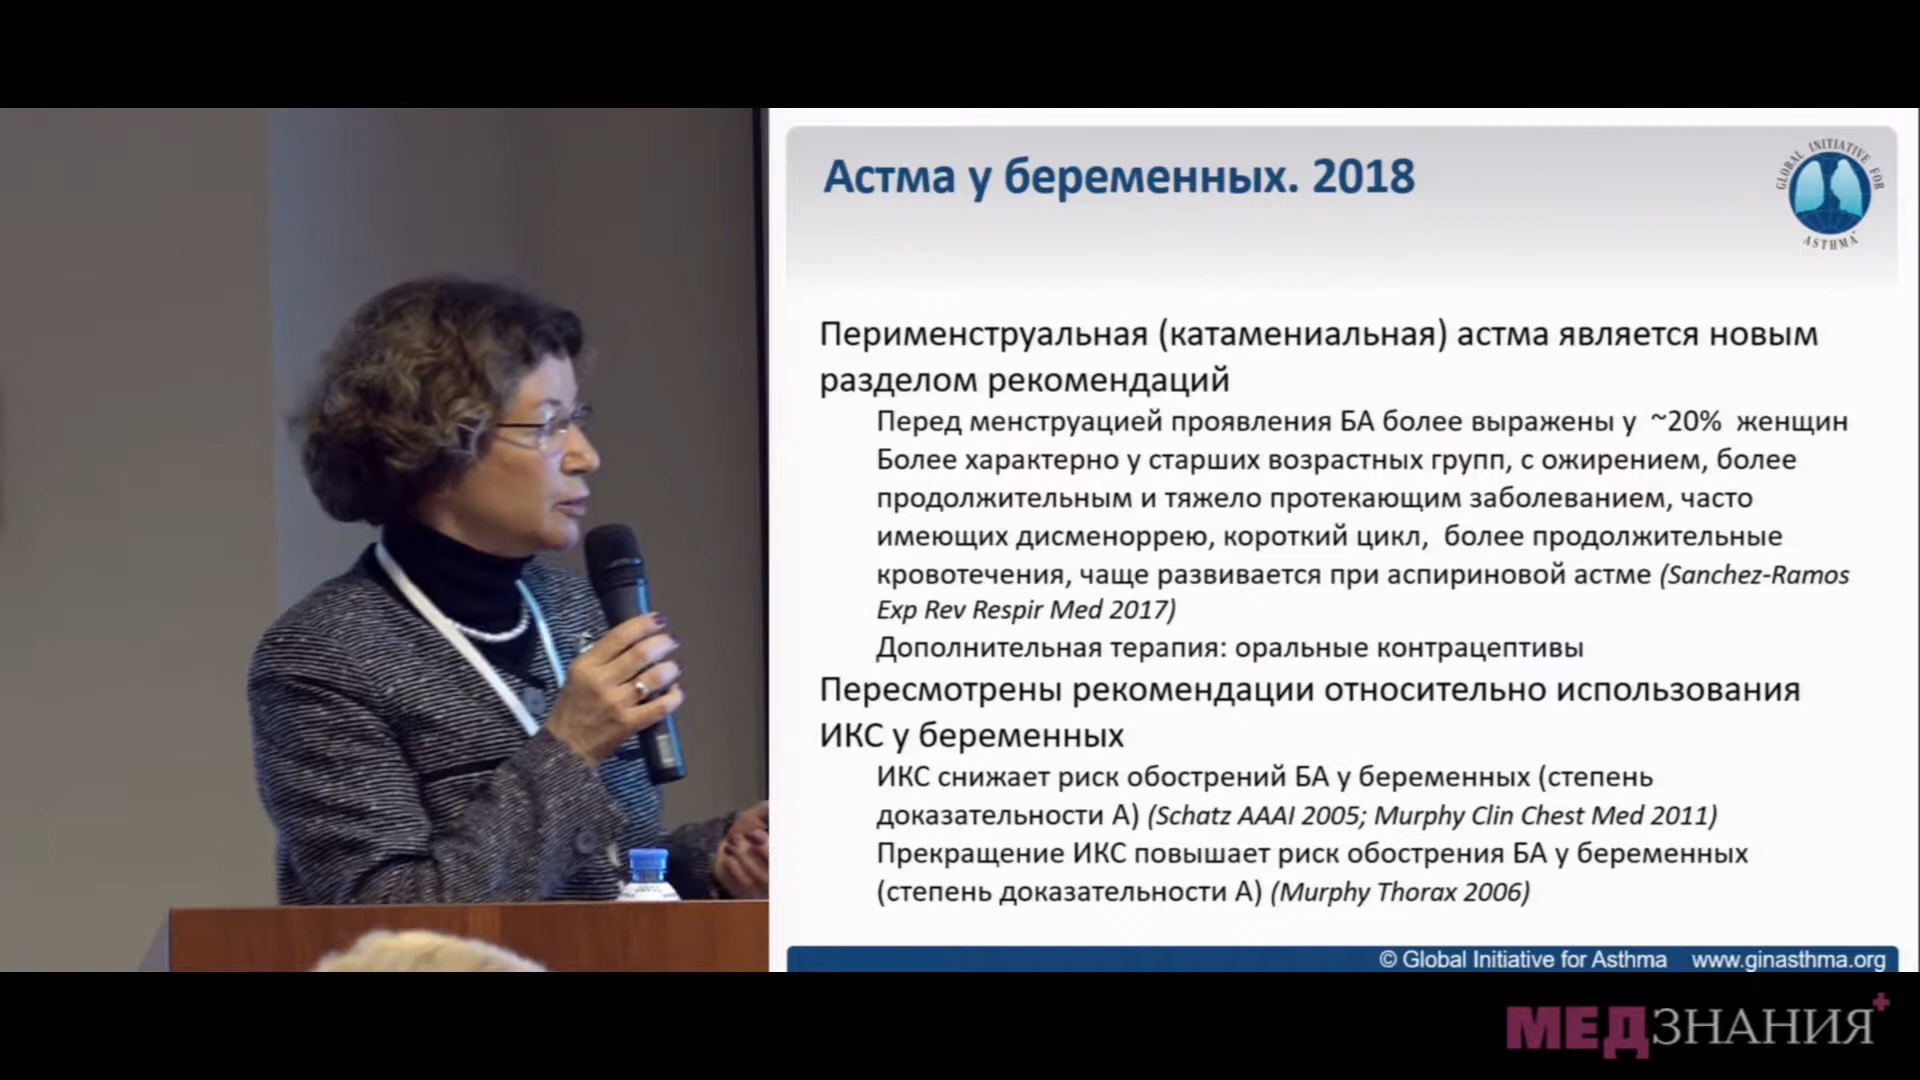 Астма у беременных. 2018
GLOBAL INITIATIVE FOR
ASTHMA
Перименструальная (катамениальная) астма является новым
разделом рекомендаций
Перед менструацией проявления БА более выражены у ~20% женщин
Более характерно у старших возрастных групп, с ожирением, более
продолжительным и тяжело протекающим заболеванием, часто
имеющих дисменоррею, короткий цикл, более продолжительные
кровотечения, чаще развивается при аспириновой астме (Sanchez-Ramos
Exp Rev Respir Med 2017)
Дополнительная терапия: оральные контрацептивы
Пересмотрены рекомендации относительно использования
ИКС у беременных
ИКС снижает риск обострений БА у беременных (степень
доказательности А) (Schatz AAAI 2005; Murphy Clin Chest Med 2011)
Прекращение ИКС повышает риск обострения БА у беременных
(степень доказательности А) (Murphy Thorax 2006)
© Global Initiative for Asthma www.ginasthma.org
МЕДЗНАНИЯ+